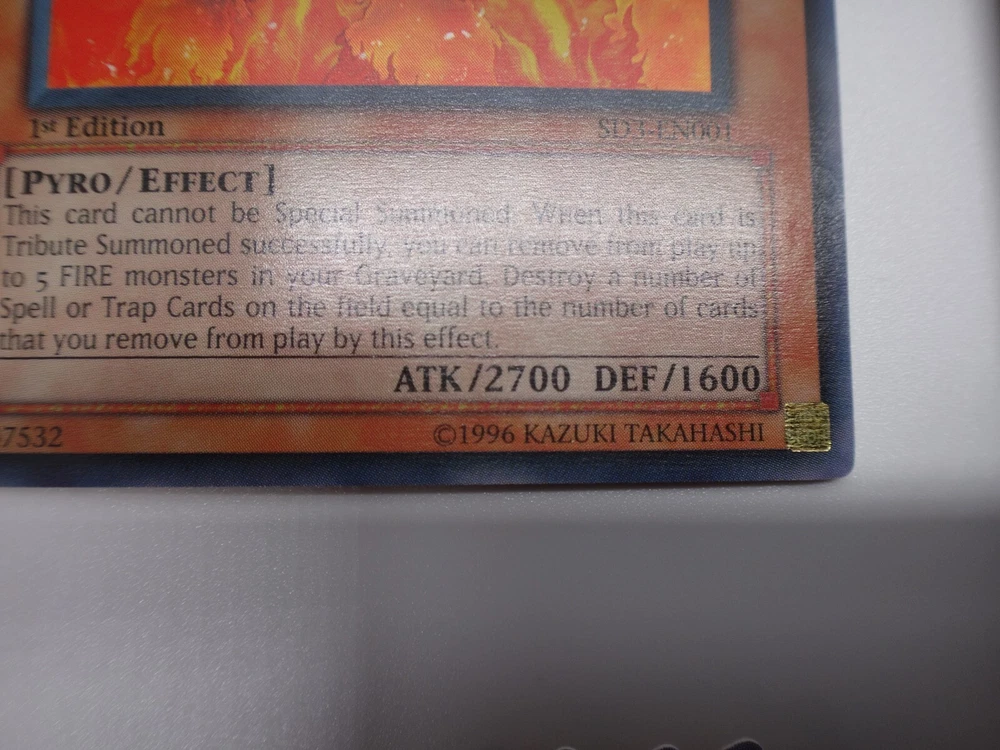 1st Edition
SD3-EN001
[PYRO/EFFECT]
This card cannot be Special Summoned. When this card is
Tribute Summoned successfully, you can remove from play up
to 5 FIRE monsters in your Graveyard. Destroy a number of
Spell or Trap Cards on the field equal to the number of cards
that you remove from play by this effect.
ATK/2700 DEF/1600
7532
©1996 KAZUKI TAKAHASHI